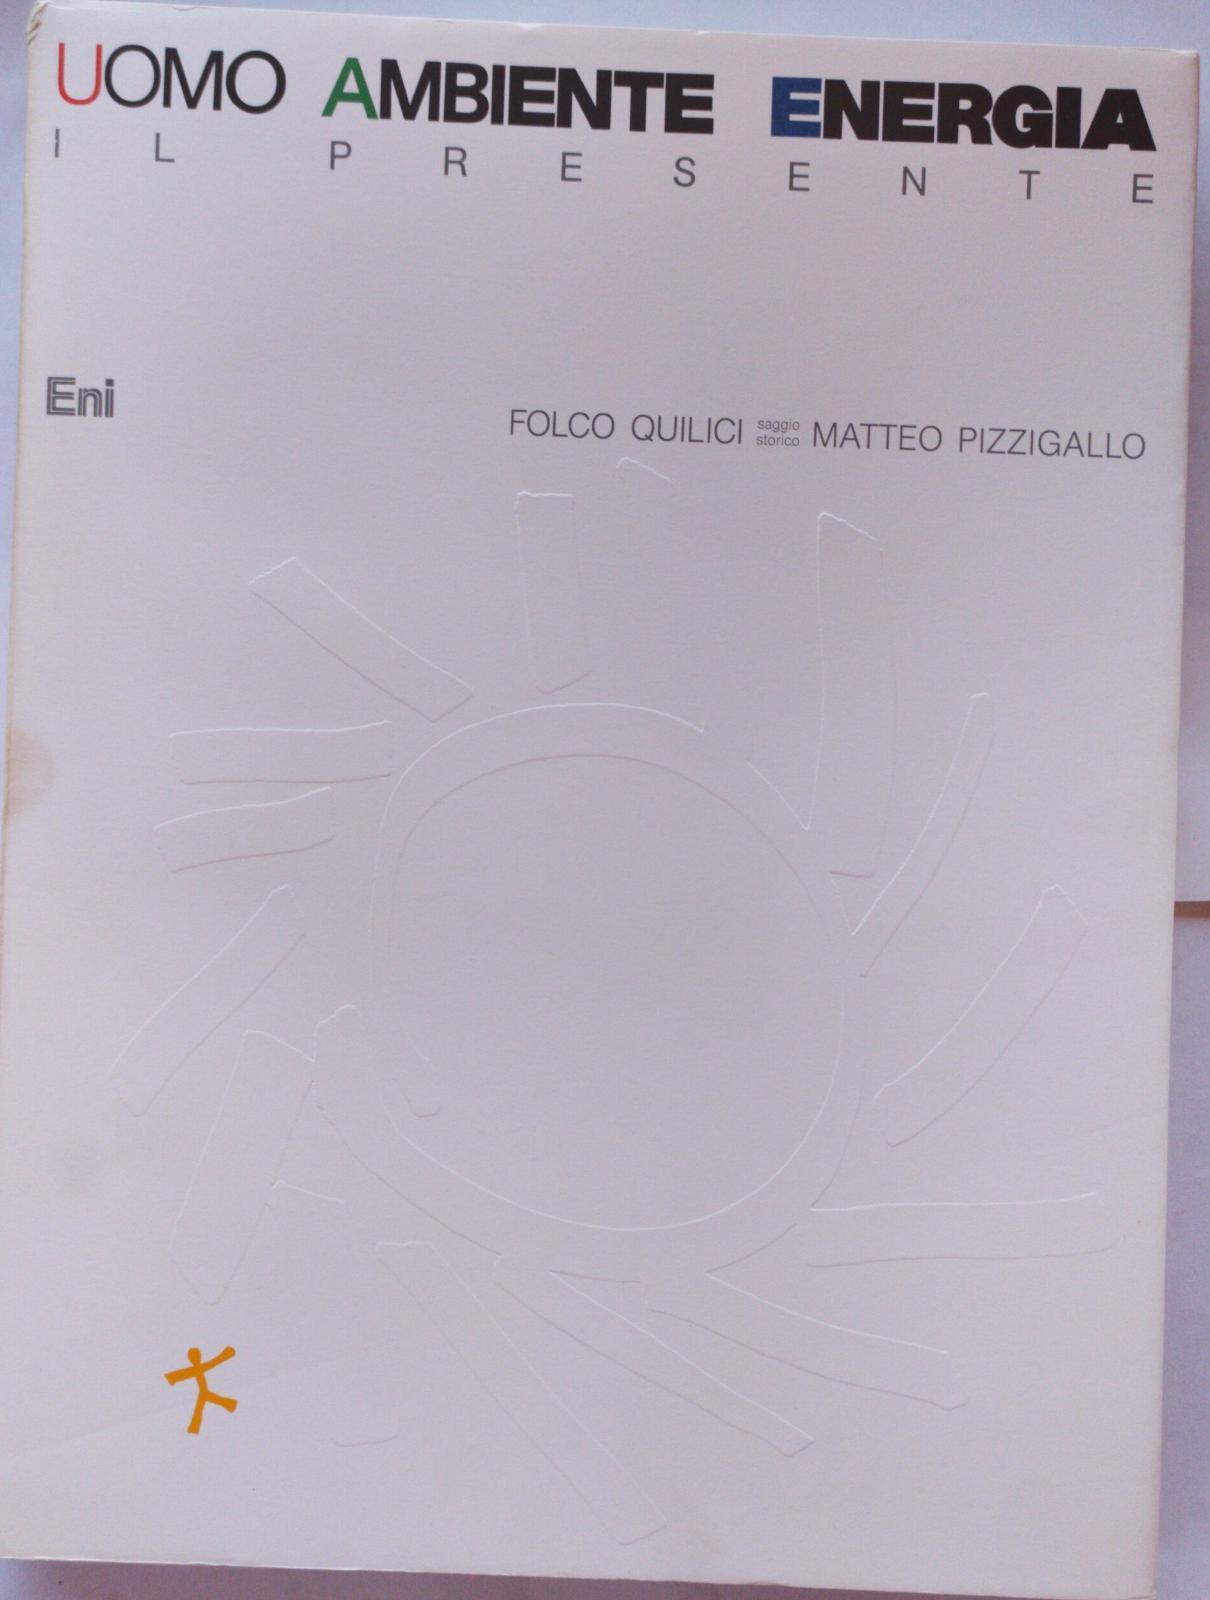 UOMO AMBIENTE ENERGIA
IL PRESENTE
Eni
FOLCO QUILICI saggio storico MATTEO PIZZIGALLO